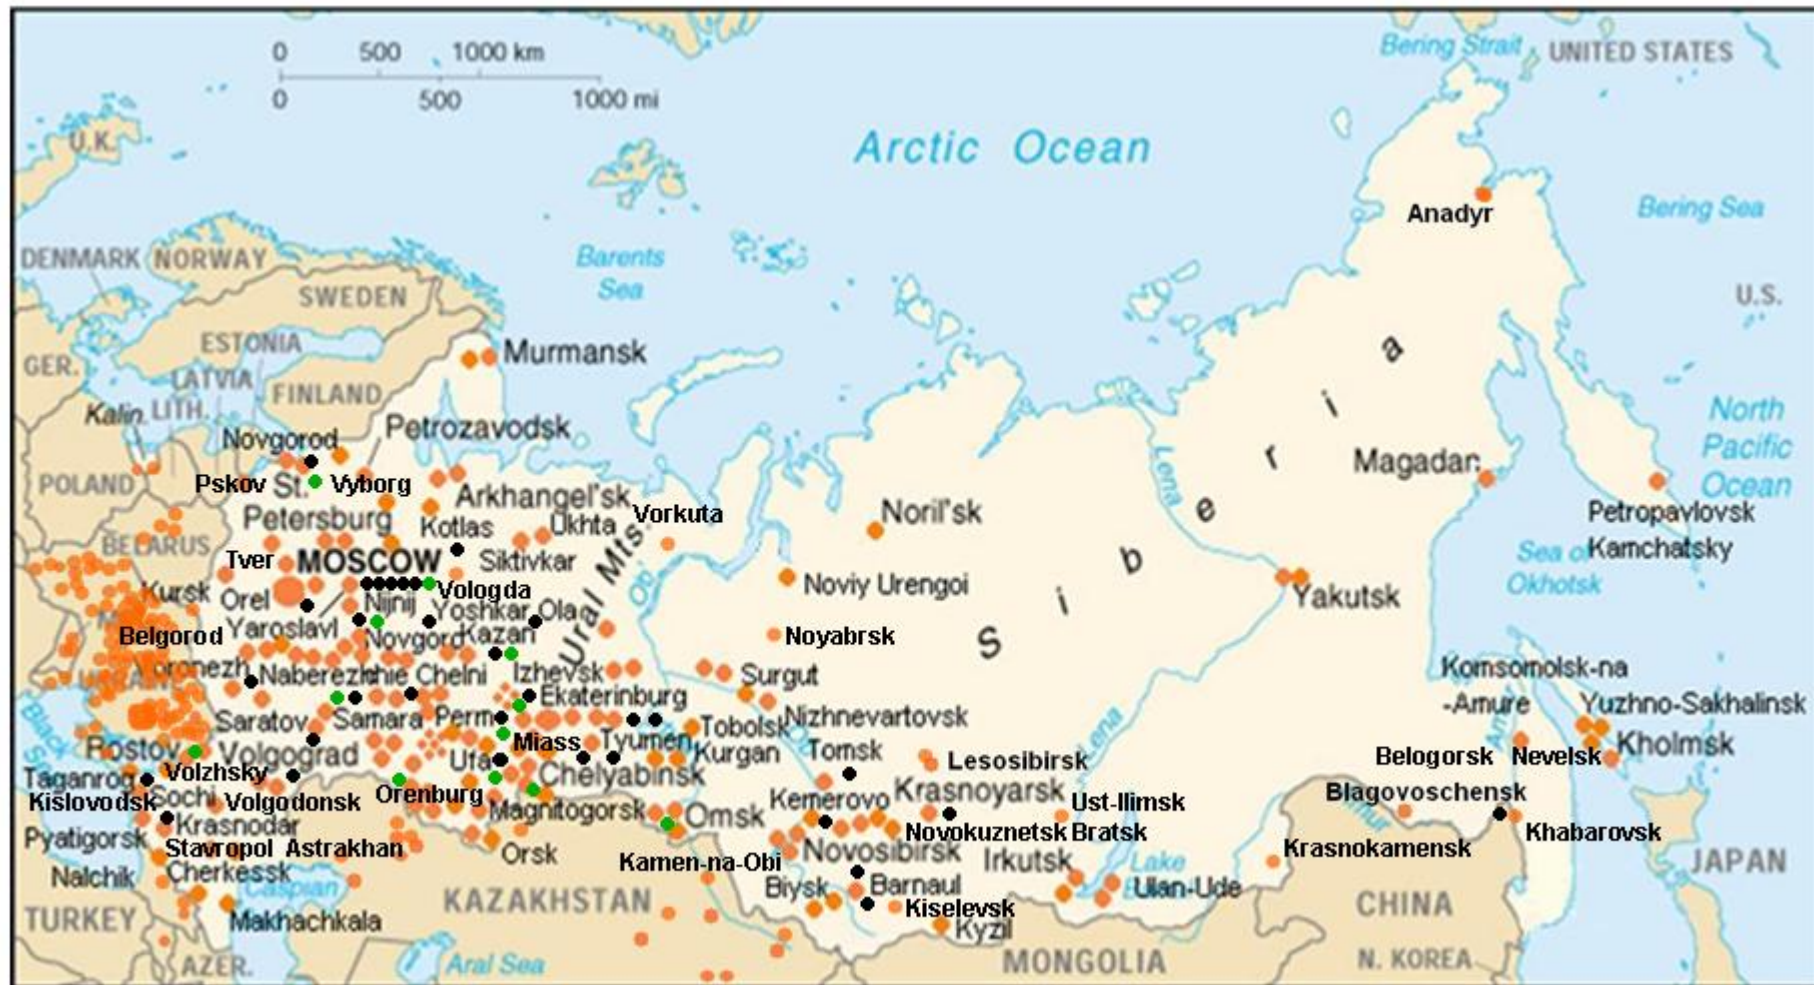 0 500 1000 km
0 500 1000 mi
Bering Strait
UNITED STATES
U.K.
Arctic Ocean
Anadyr
Bering Sea
DENMARK
NORWAY
Barents
Sea
SWEDEN
U.S.
ESTONIA
GER.
Murmansk
LATVIA
FINLAND
Kalin.
LITH.
Petrozavodsk
North
Pacific
Ocean
Novgorod
Lena
Magadan
POLAND
Pskov
St.
Vyborg
Arkhangel'sk
Noril'sk
Petersburg
Kotlas
Ukhta
Vorkuta
Petropavlovsk
Kamchatsky
BELARUS
Tver
MOSCOW
Siktivkar
Ural Mts.
Siberia
Sea of
Okhotsk
Kursk
Orel
Vologda
Ob
Noviy Urengoi
Yakutsk
Nijnij
Novgord
Yoshkar Ola
Belgorod
Yaroslavl
Kazan
Noyabrsk
Naberezhnie Chelni
Izhevsk
Surgut
Komsomolsk-na
-Amure
UKRAINE
Ekaterinburg
Yuzhno-Sakhalinsk
Black
Saratov
Samara
Perm
Tobolsk
Nizhnevartovsk
Lena
Rostov
Volgograd
Ufa
Miass
Tyumen
Kurgan
Tomsk
Lesosibirsk
Belogorsk
Nevelsk
Kholmsk
Taganrog
Volzhsky
Chelyabinsk
Kislovodsk
Sochi
Volgodonsk
Orenburg
Magnitogorsk
Omsk
Kemerovo
Krasnoyarsk
Ust-Ilimsk
Blagovoschensk
Pyatigorsk
Krasnodar
Novokuznetsk
Bratsk
Khabarovsk
Stavropol
Astrakhan
Orsk
Kamen-na-Obi
Novosibirsk
Irkutsk
Lake
Krasnokamensk
JAPAN
Nalchik
Cherkessk
Caspian
KAZAKHSTAN
Biysk
Barnaul
Ulan-Ude
TURKEY
Makhachkala
Kiselevsk
CHINA
Kyzil
AZER.
Aral Sea
MONGOLIA
N. KOREA